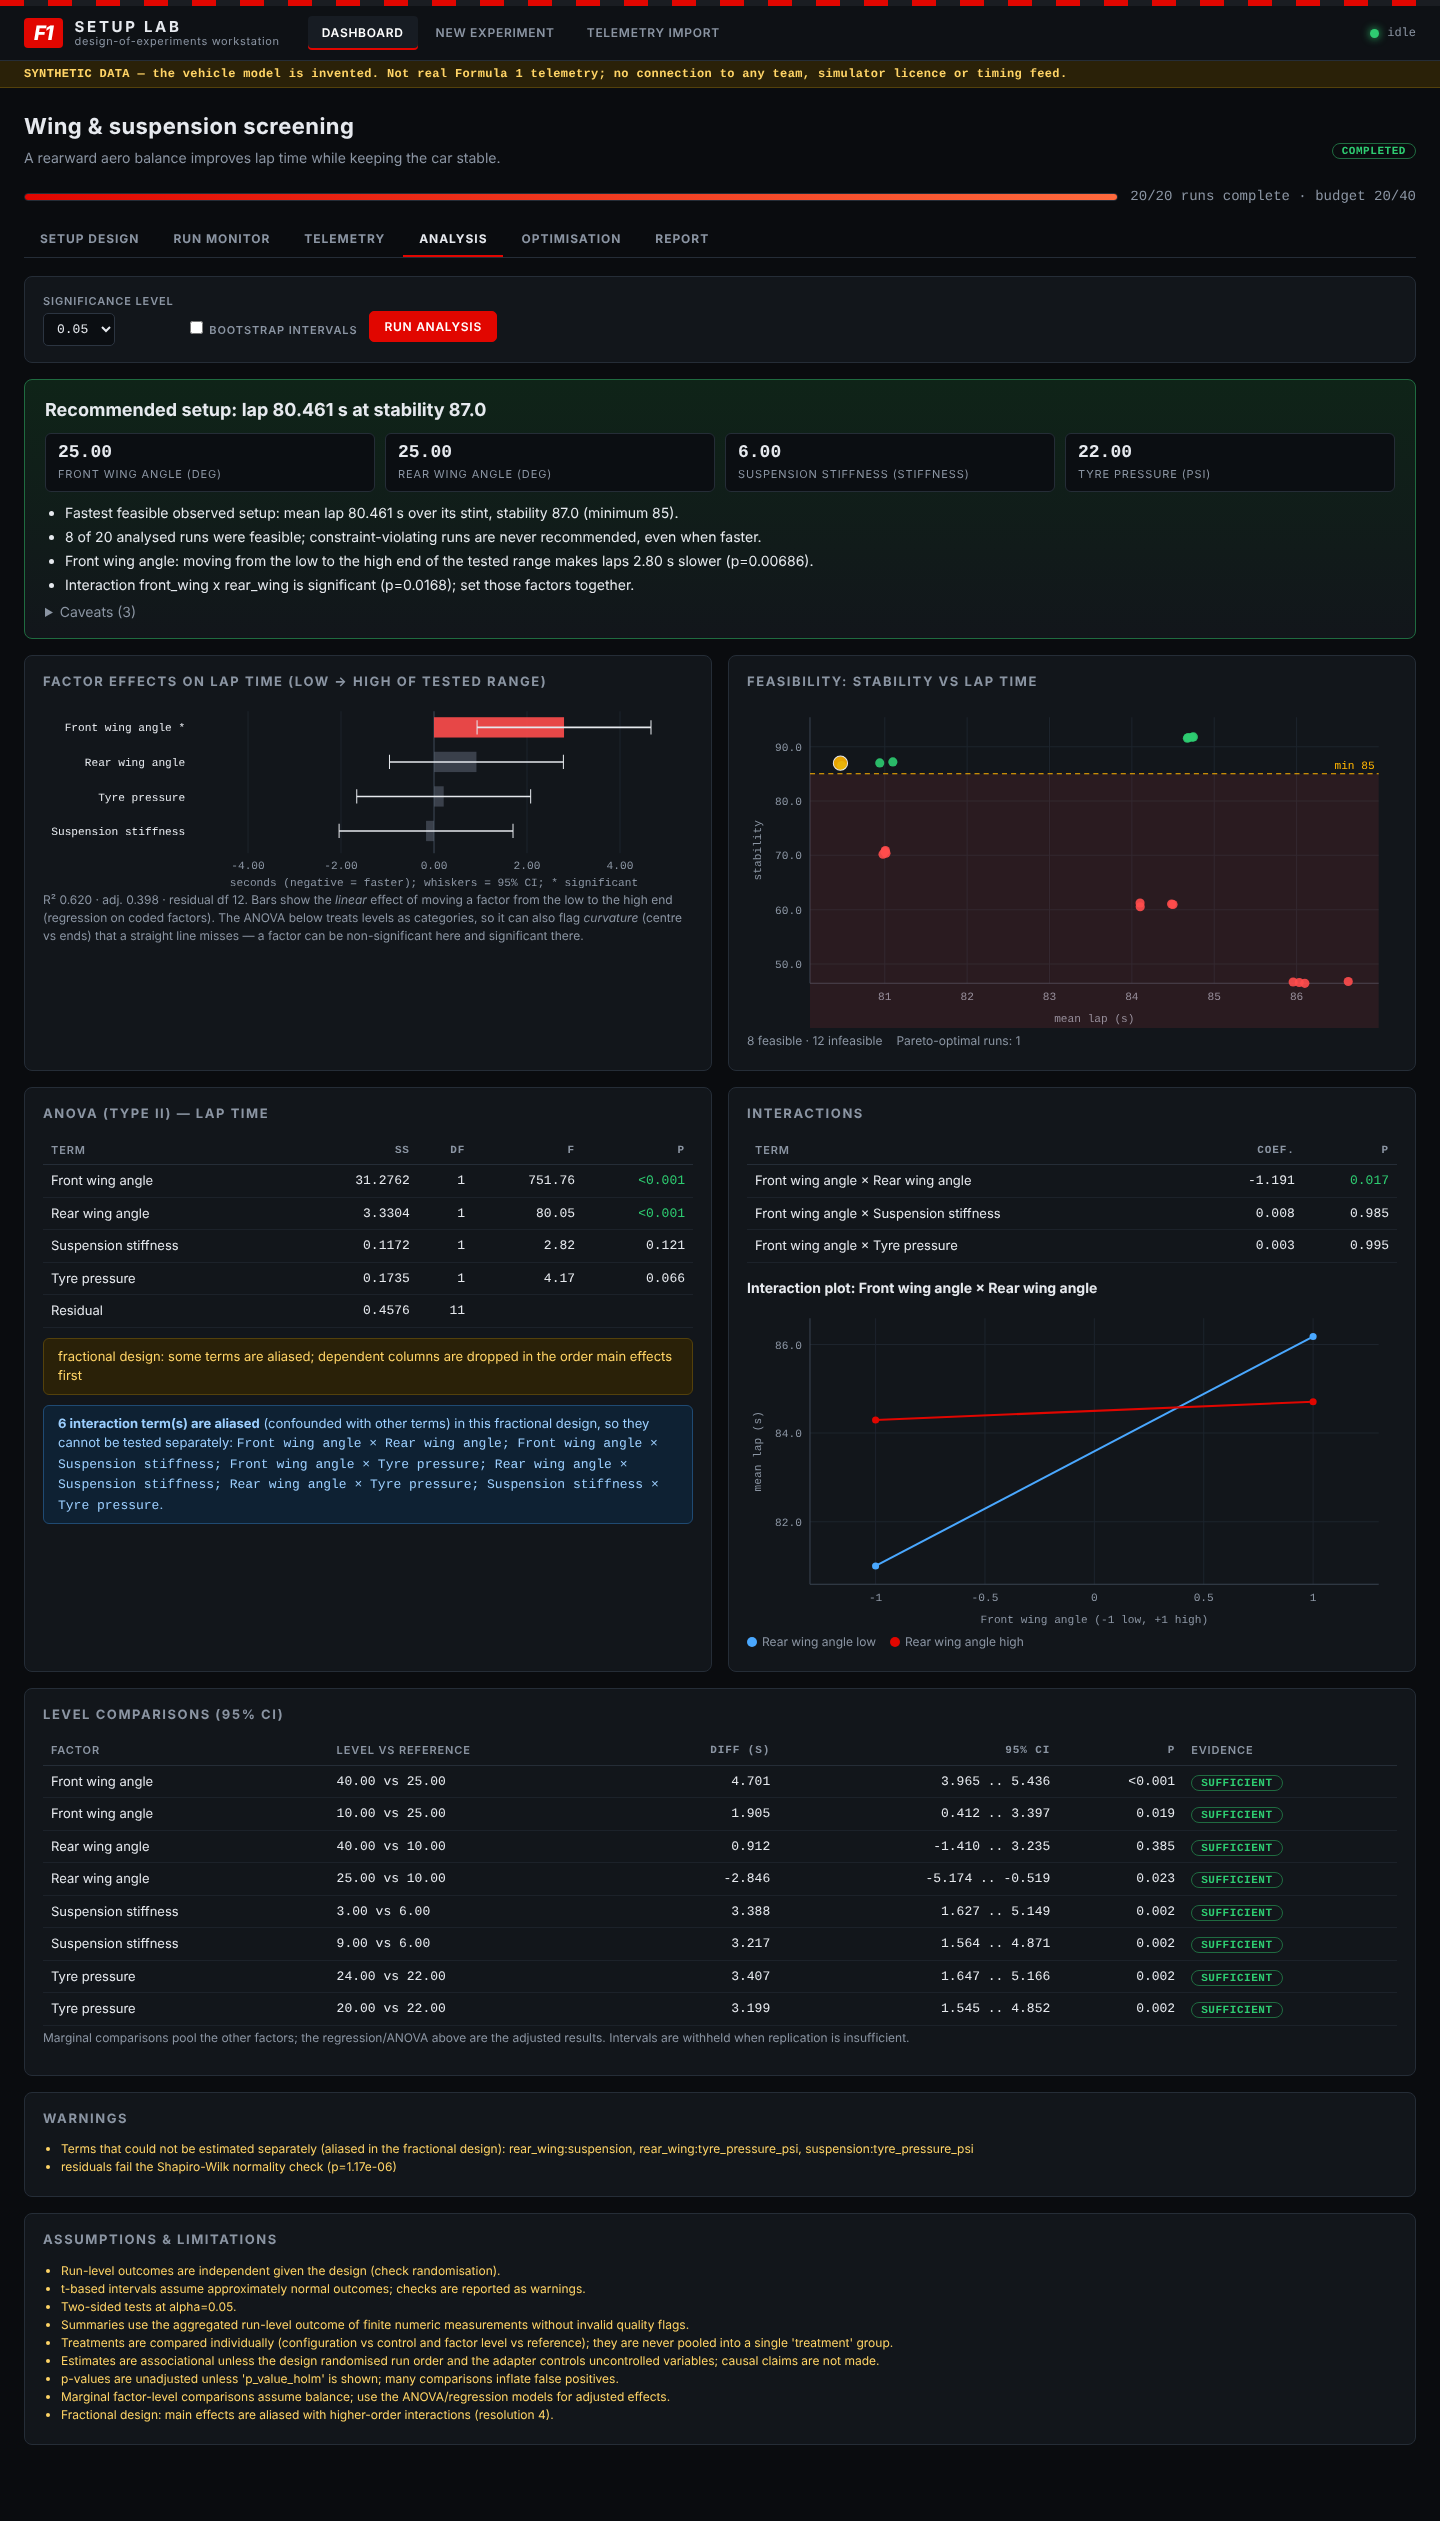 F1
SETUP LAB
design-of-experiments workstation
DASHBOARD
NEW EXPERIMENT
TELEMETRY IMPORT
idle
SYNTHETIC DATA — the vehicle model is invented. Not real Formula 1 telemetry; no connection to any team, simulator licence or timing feed.
Wing & suspension screening
A rearward aero balance improves lap time while keeping the car stable.
COMPLETED
20/20 runs complete · budget 20/40
SETUP DESIGN
RUN MONITOR
TELEMETRY
ANALYSIS
OPTIMISATION
REPORT
SIGNIFICANCE LEVEL
0.05
BOOTSTRAP INTERVALS
RUN ANALYSIS
Recommended setup: lap 80.461 s at stability 87.0
25.00
FRONT WING ANGLE (DEG)
25.00
REAR WING ANGLE (DEG)
6.00
SUSPENSION STIFFNESS (STIFFNESS)
22.00
TYRE PRESSURE (PSI)
• Fastest feasible observed setup: mean lap 80.461 s over its stint, stability 87.0 (minimum 85).
• 8 of 20 analysed runs were feasible; constraint-violating runs are never recommended, even when faster.
• Front wing angle: moving from the low to the high end of the tested range makes laps 2.80 s slower (p=0.00686).
• Interaction front_wing x rear_wing is significant (p=0.0168); set those factors together.
▶ Caveats (3)
FACTOR EFFECTS ON LAP TIME (LOW → HIGH OF TESTED RANGE)
Front wing angle *
Rear wing angle
Tyre pressure
Suspension stiffness
-4.00 -2.00 0.00 2.00 4.00
seconds (negative = faster); whiskers = 95% CI; * significant
R² 0.620 · adj. 0.398 · residual df 12. Bars show the linear effect of moving a factor from the low to the high end
(regression on coded factors). The ANOVA below treats levels as categories, so it can also flag curvature (centre
vs ends) that a straight line misses — a factor can be non-significant here and significant there.
FEASIBILITY: STABILITY VS LAP TIME
90.0
80.0
70.0
60.0
50.0
stability
min 85
81 82 83 84 85 86
mean lap (s)
8 feasible · 12 infeasible Pareto-optimal runs: 1
ANOVA (TYPE II) — LAP TIME
TERM SS DF F P
Front wing angle 31.2762 1 751.76 <0.001
Rear wing angle 3.3304 1 80.05 <0.001
Suspension stiffness 0.1172 1 2.82 0.121
Tyre pressure 0.1735 1 4.17 0.066
Residual 0.4576 11
fractional design: some terms are aliased; dependent columns are dropped in the order main effects
first
6 interaction term(s) are aliased (confounded with other terms) in this fractional design, so they
cannot be tested separately: Front wing angle × Rear wing angle; Front wing angle ×
Suspension stiffness; Front wing angle × Tyre pressure; Rear wing angle ×
Suspension stiffness; Rear wing angle × Tyre pressure; Suspension stiffness ×
Tyre pressure.
INTERACTIONS
TERM COEF. P
Front wing angle × Rear wing angle -1.191 0.017
Front wing angle × Suspension stiffness 0.008 0.985
Front wing angle × Tyre pressure 0.003 0.995
Interaction plot: Front wing angle × Rear wing angle
86.0
84.0
82.0
mean lap (s)
-1 -0.5 0 0.5 1
Front wing angle (-1 low, +1 high)
Rear wing angle low Rear wing angle high
LEVEL COMPARISONS (95% CI)
FACTOR LEVEL VS REFERENCE DIFF (S) 95% CI P EVIDENCE
Front wing angle 40.00 vs 25.00 4.701 3.965 .. 5.436 <0.001 SUFFICIENT
Front wing angle 10.00 vs 25.00 1.905 0.412 .. 3.397 0.019 SUFFICIENT
Rear wing angle 40.00 vs 10.00 0.912 -1.410 .. 3.235 0.385 SUFFICIENT
Rear wing angle 25.00 vs 10.00 -2.846 -5.174 .. -0.519 0.023 SUFFICIENT
Suspension stiffness 3.00 vs 6.00 3.388 1.627 .. 5.149 0.002 SUFFICIENT
Suspension stiffness 9.00 vs 6.00 3.217 1.564 .. 4.871 0.002 SUFFICIENT
Tyre pressure 24.00 vs 22.00 3.407 1.647 .. 5.166 0.002 SUFFICIENT
Tyre pressure 20.00 vs 22.00 3.199 1.545 .. 4.852 0.002 SUFFICIENT
Marginal comparisons pool the other factors; the regression/ANOVA above are the adjusted results. Intervals are withheld when replication is insufficient.
WARNINGS
• Terms that could not be estimated separately (aliased in the fractional design): rear_wing:suspension, rear_wing:tyre_pressure_psi, suspension:tyre_pressure_psi
• residuals fail the Shapiro-Wilk normality check (p=1.17e-06)
ASSUMPTIONS & LIMITATIONS
• Run-level outcomes are independent given the design (check randomisation).
• t-based intervals assume approximately normal outcomes; checks are reported as warnings.
• Two-sided tests at alpha=0.05.
• Summaries use the aggregated run-level outcome of finite numeric measurements without invalid quality flags.
• Treatments are compared individually (configuration vs control and factor level vs reference); they are never pooled into a single 'treatment' group.
• Estimates are associational unless the design randomised run order and the adapter controls uncontrolled variables; causal claims are not made.
• p-values are unadjusted unless 'p_value_holm' is shown; many comparisons inflate false positives.
• Marginal factor-level comparisons assume balance; use the ANOVA/regression models for adjusted effects.
• Fractional design: main effects are aliased with higher-order interactions (resolution 4).